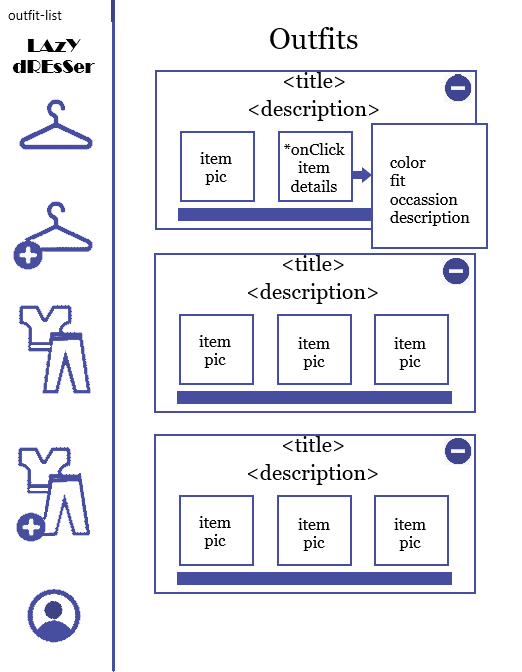 outfit-list
LAzY
dREsSer
Outfits
<title>
<description>
item
pic
*onClick
item
details
color
fit
occassion
description
<title>
<description>
item
pic
item
pic
item
pic
<title>
<description>
item
pic
item
pic
item
pic